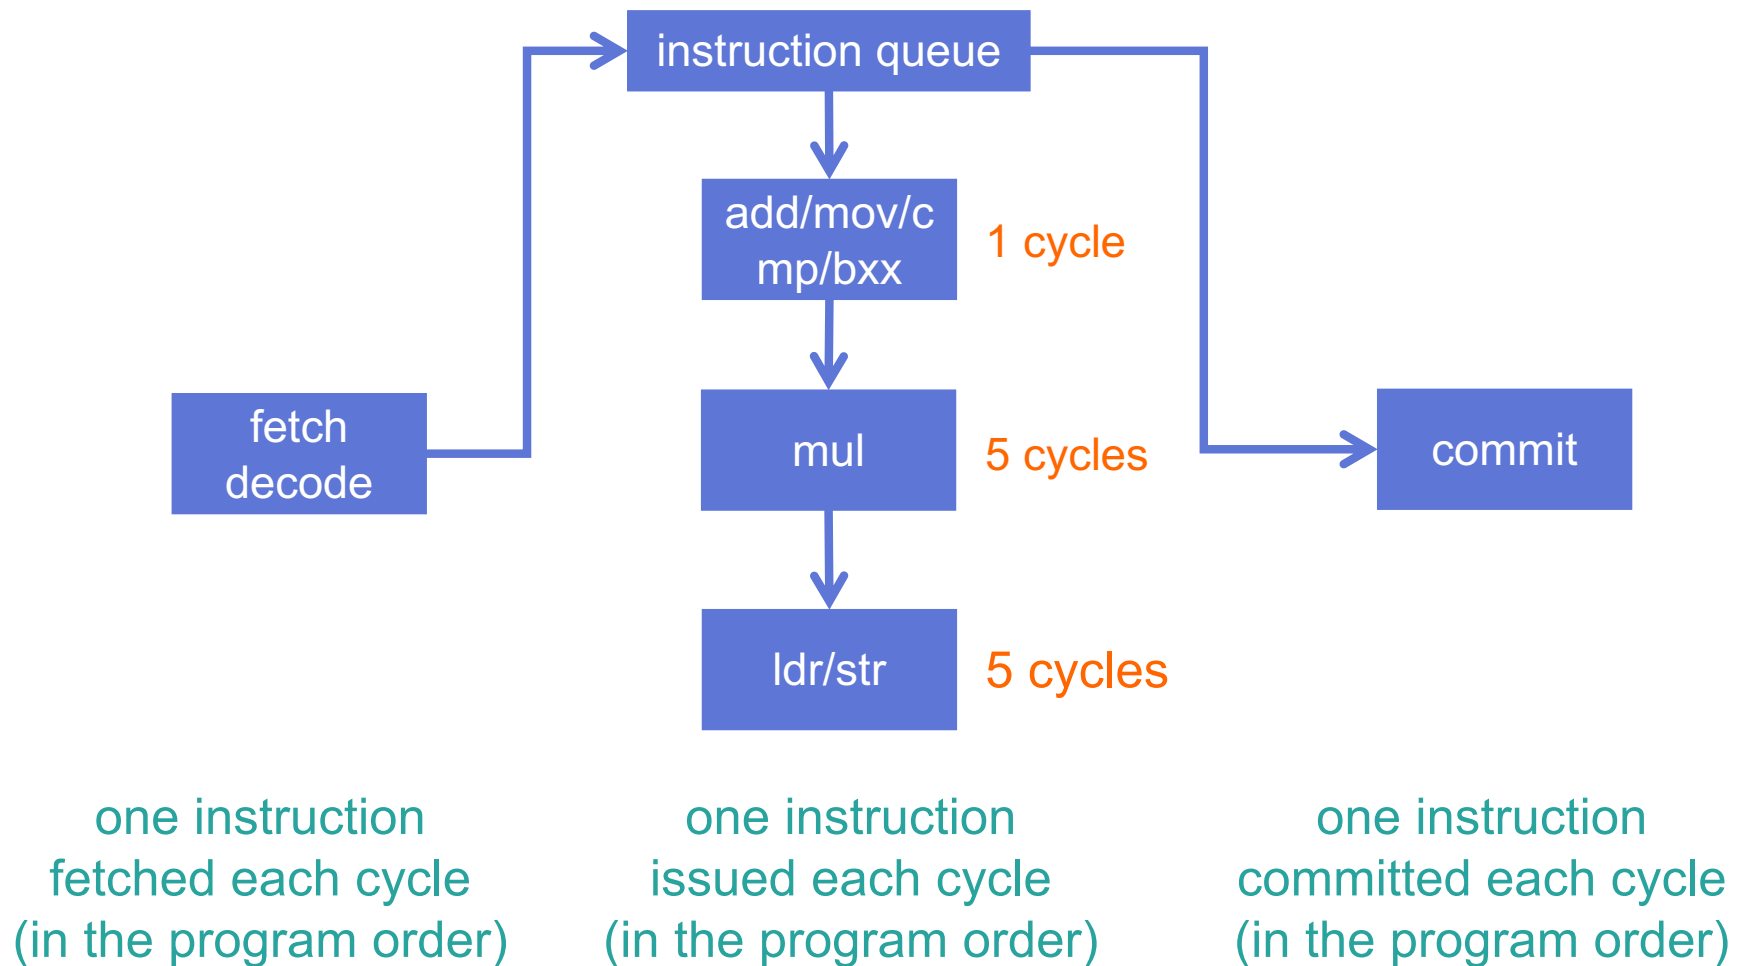 instruction queue
add/mov/c
mp/bxx
1 cycle
fetch
decode
mul
5 cycles
commit
ldr/str
5 cycles
one instruction
fetched each cycle
(in the program order)
one instruction
issued each cycle
(in the program order)
one instruction
committed each cycle
(in the program order)